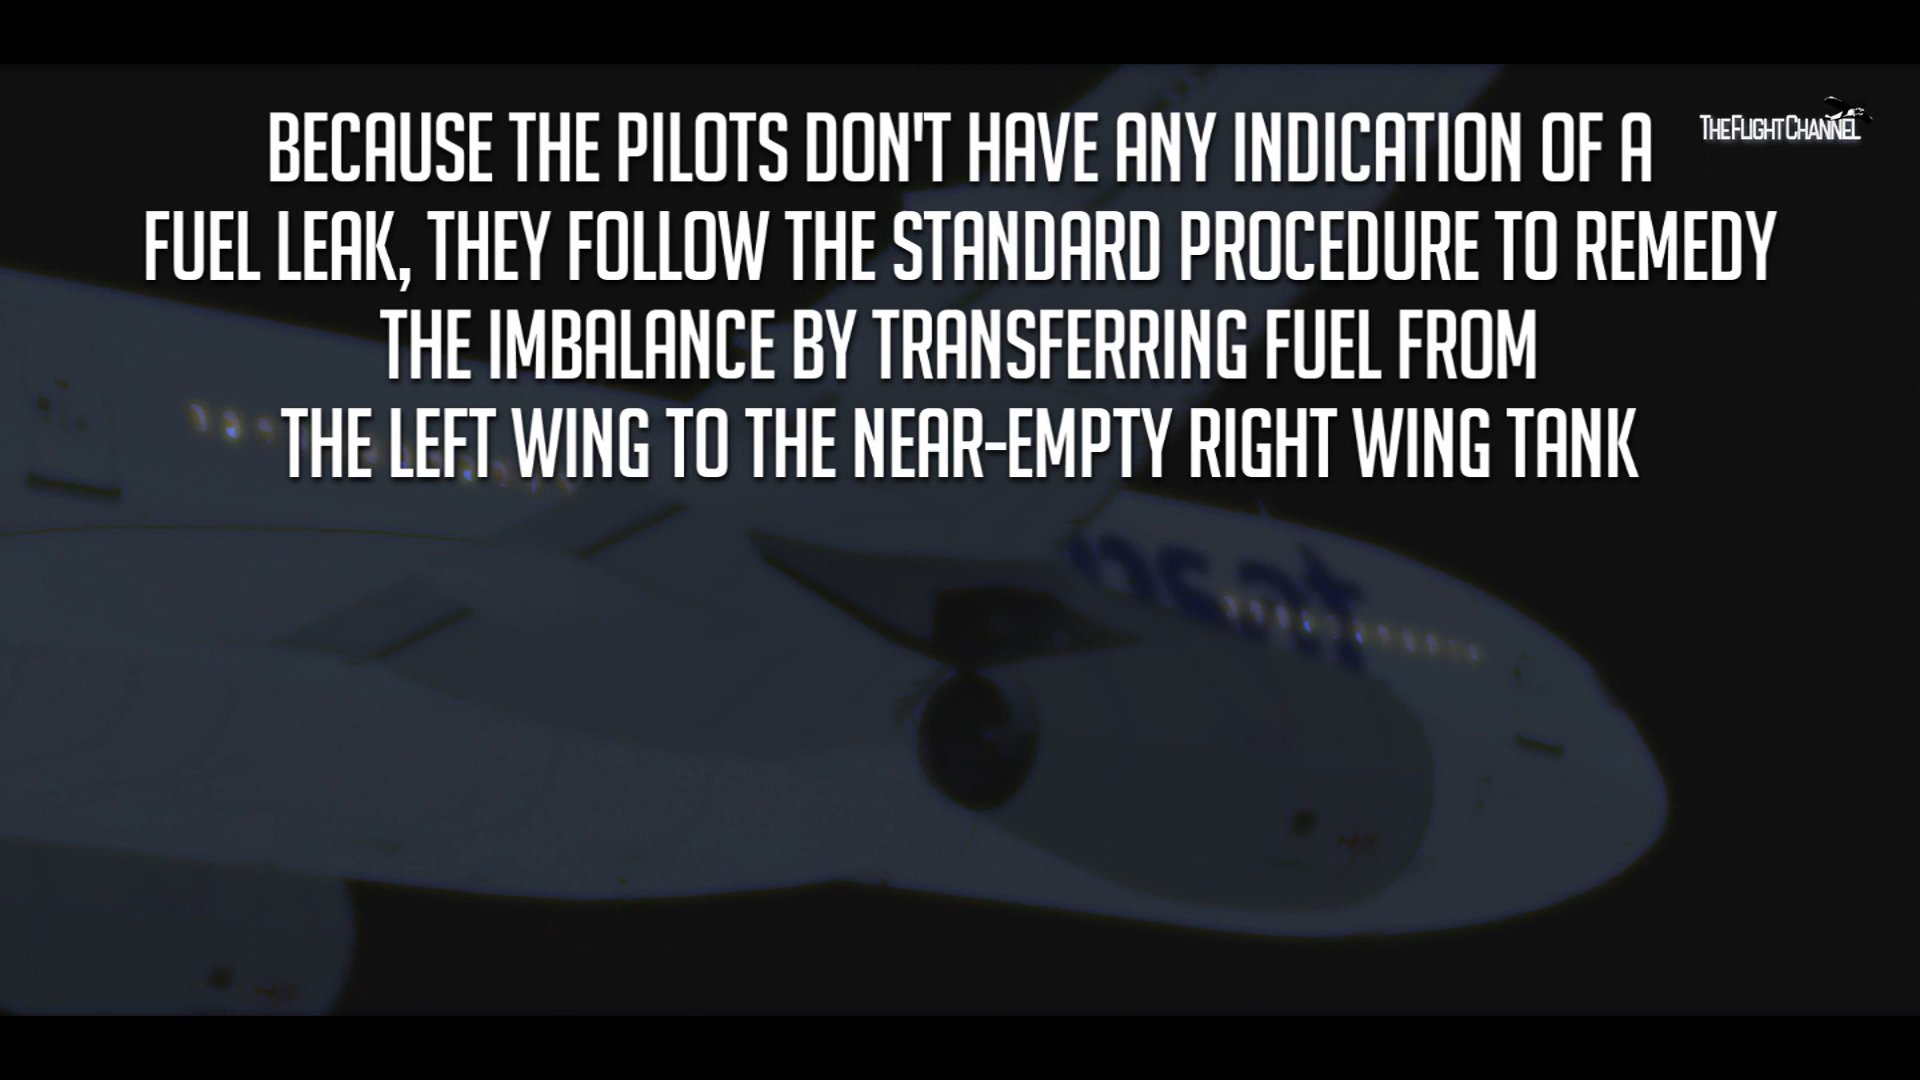 BECAUSE THE PILOTS DON'T HAVE ANY INDICATION OF A
FUEL LEAK, THEY FOLLOW THE STANDARD PROCEDURE TO REMEDY
THE IMBALANCE BY TRANSFERRING FUEL FROM
THE LEFT WING TO THE NEAR-EMPTY RIGHT WING TANK
THEFLIGHTCHANNEL